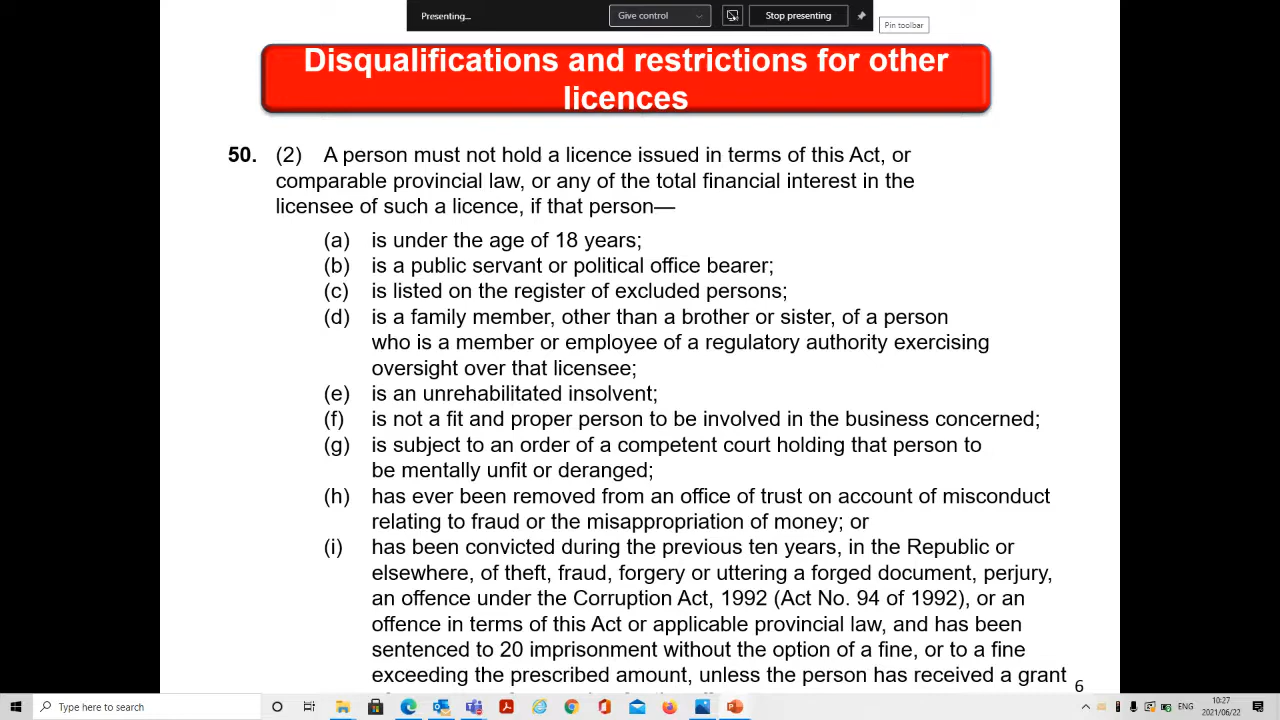 Presenting...
Give control
Stop presenting
Pin toolbar
Disqualifications and restrictions for other
licences
50. (2) A person must not hold a licence issued in terms of this Act, or
comparable provincial law, or any of the total financial interest in the
licensee of such a licence, if that person—
(a) is under the age of 18 years;
(b) is a public servant or political office bearer;
(c) is listed on the register of excluded persons;
(d) is a family member, other than a brother or sister, of a person
who is a member or employee of a regulatory authority exercising
oversight over that licensee;
(e) is an unrehabilitated insolvent;
(f) is not a fit and proper person to be involved in the business concerned;
(g) is subject to an order of a competent court holding that person to
be mentally unfit or deranged;
(h) has ever been removed from an office of trust on account of misconduct
relating to fraud or the misappropriation of money; or
(i) has been convicted during the previous ten years, in the Republic or
elsewhere, of theft, fraud, forgery or uttering a forged document, perjury,
an offence under the Corruption Act, 1992 (Act No. 94 of 1992), or an
offence in terms of this Act or applicable provincial law, and has been
sentenced to 20 imprisonment without the option of a fine, or to a fine
exceeding the prescribed amount, unless the person has received a grant
6
Type here to search
ENG
10:27
2021/06/22